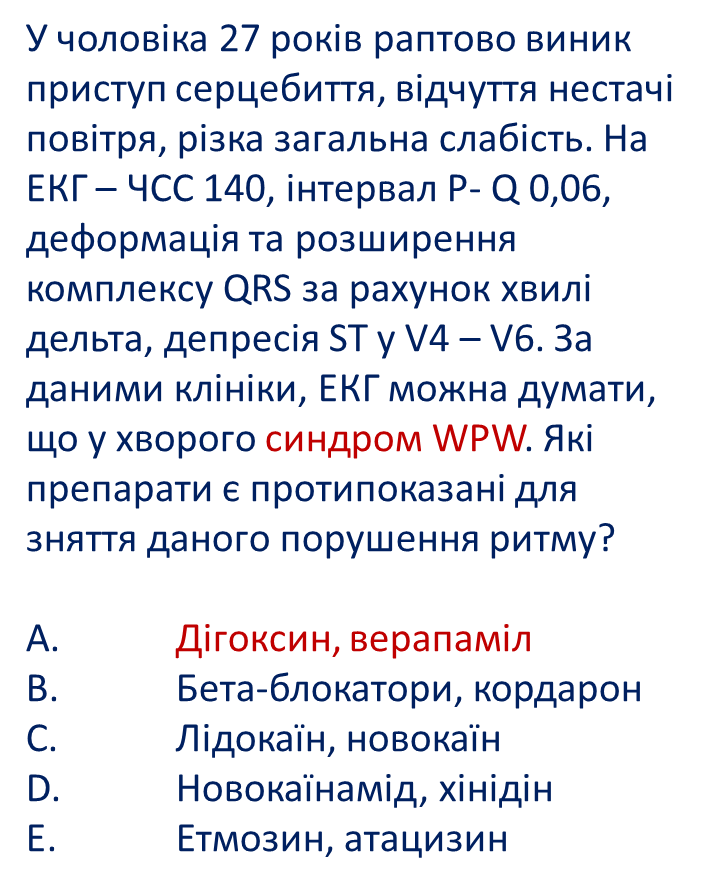 У чоловіка 27 років раптово виник
приступ серцебиття, відчуття нестачі
повітря, різка загальна слабість. На
ЕКГ – ЧСС 140, інтервал P- Q 0,06,
деформація та розширення
комплексу QRS за рахунок хвилі
дельта, депресія ST у V4 – V6. За
даними клініки, ЕКГ можна думати,
що у хворого синдром WPW. Які
препарати є протипоказані для
зняття даного порушення ритму?
A. Дігоксин, верапаміл
B. Бета-блокатори, кордарон
C. Лідокаїн, новокаїн
D. Новокаїнамід, хінідін
E. Етмозин, атацизин